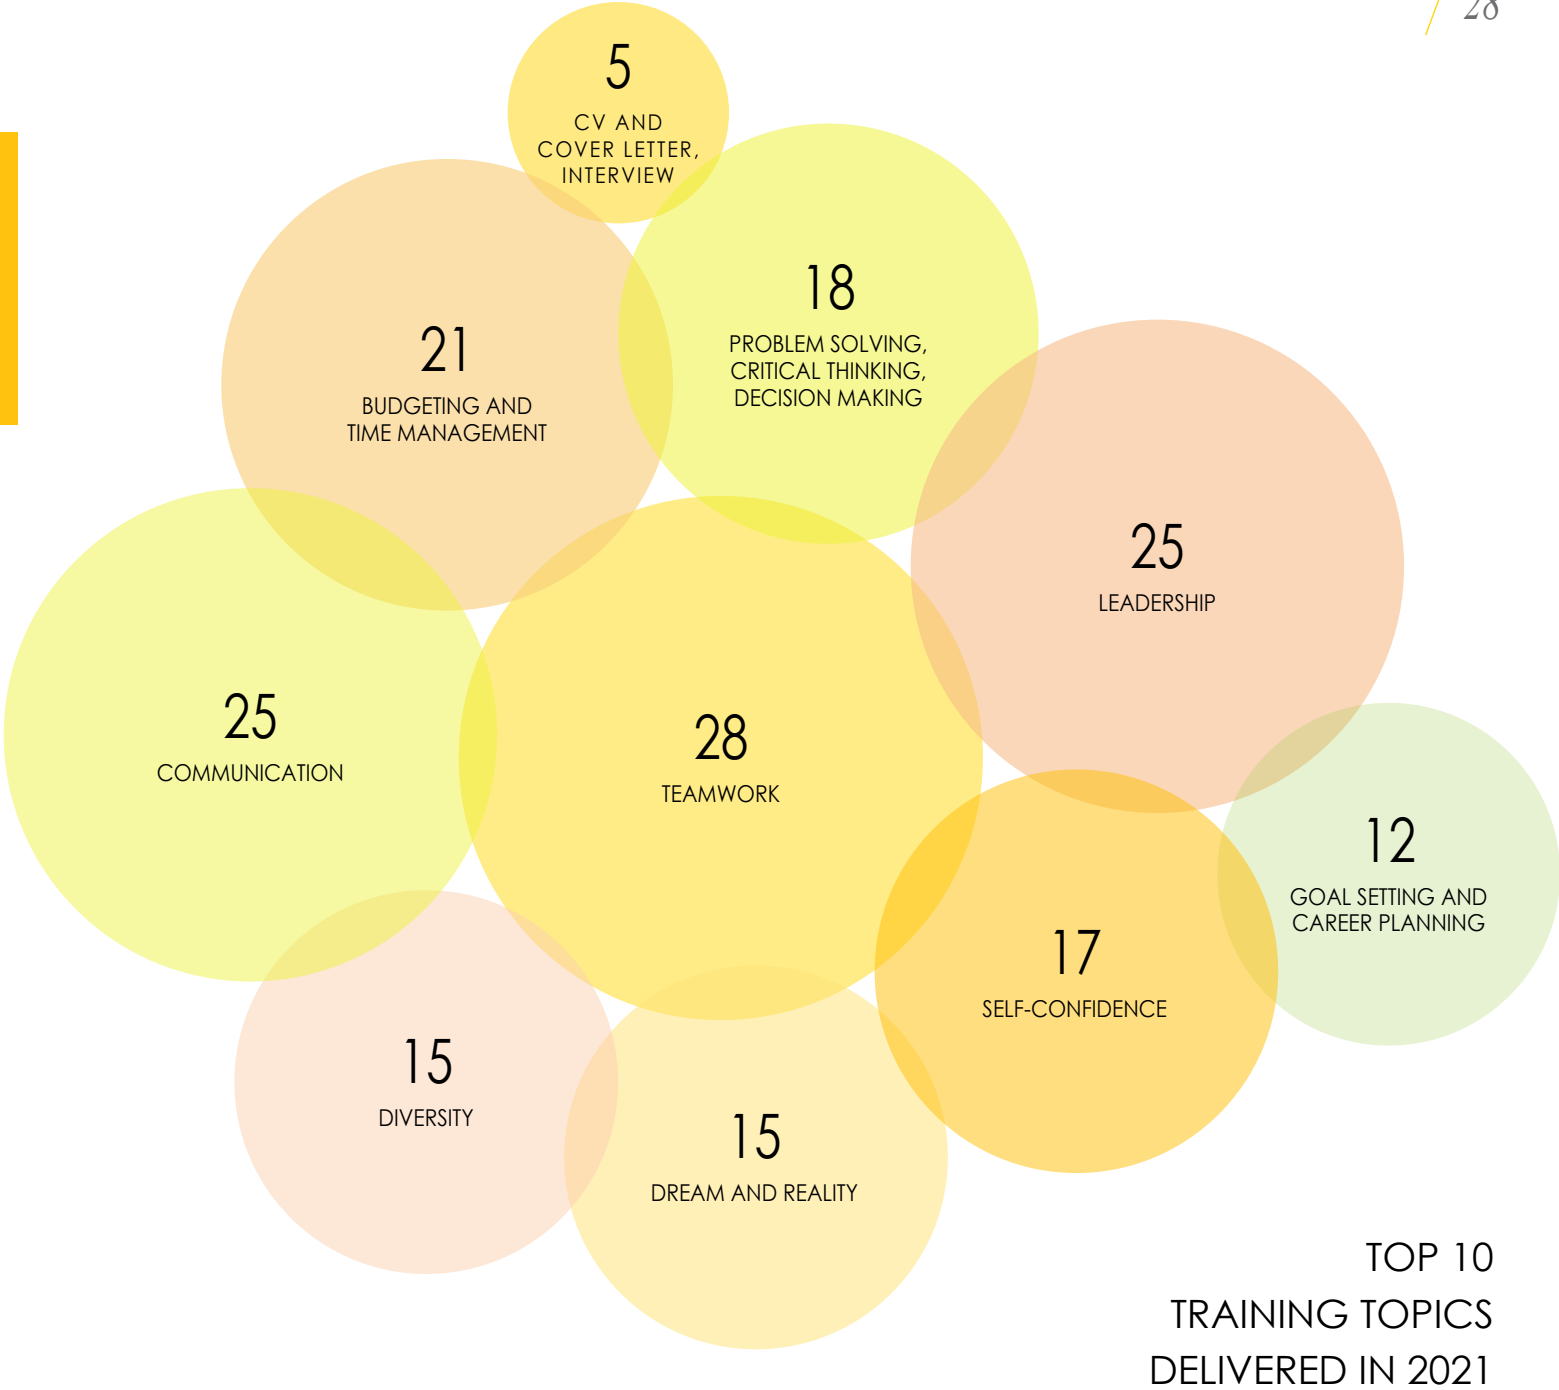 28
5
CV AND
COVER LETTER,
INTERVIEW
18
PROBLEM SOLVING,
CRITICAL THINKING,
DECISION MAKING
21
BUDGETING AND
TIME MANAGEMENT
25
LEADERSHIP
25
COMMUNICATION
28
TEAMWORK
12
GOAL SETTING AND
CAREER PLANNING
17
SELF-CONFIDENCE
15
DIVERSITY
15
DREAM AND REALITY
TOP 10
TRAINING TOPICS
DELIVERED IN 2021